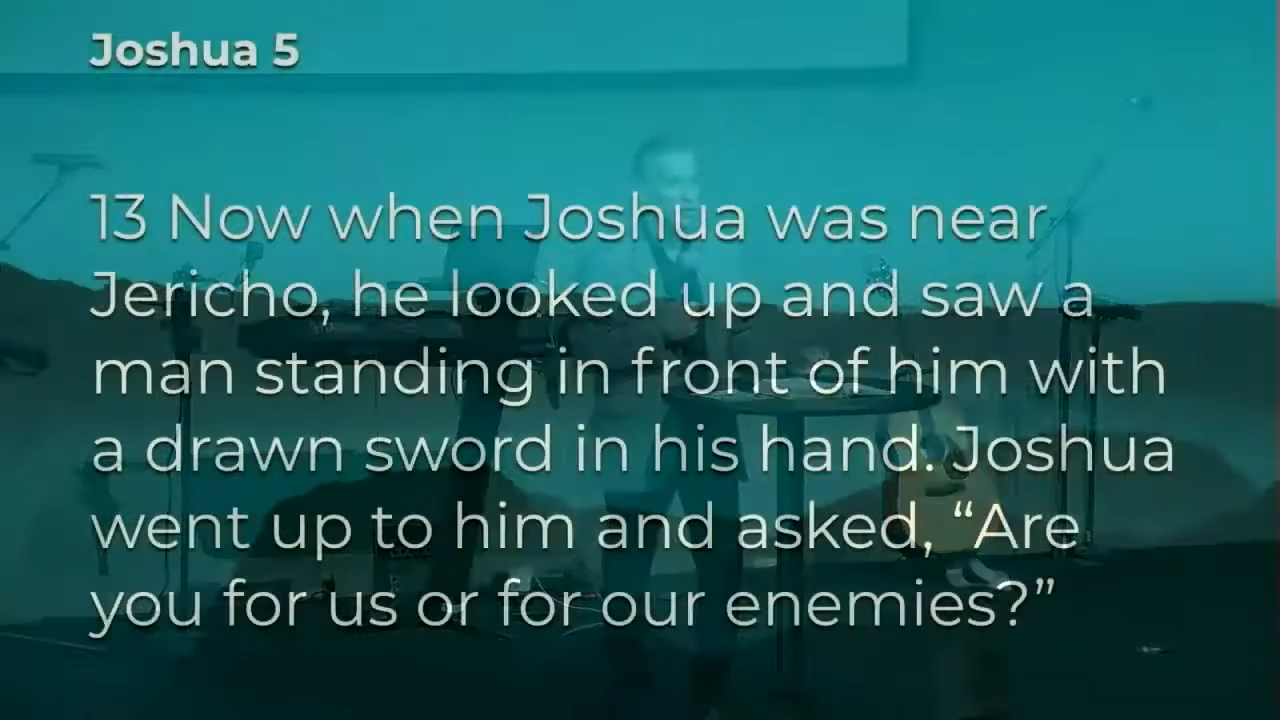 Joshua 5
13 Now when Joshua was near
Jericho, he looked up and saw a
man standing in front of him with
a drawn sword in his hand. Joshua
went up to him and asked, “Are
you for us or for our enemies?”